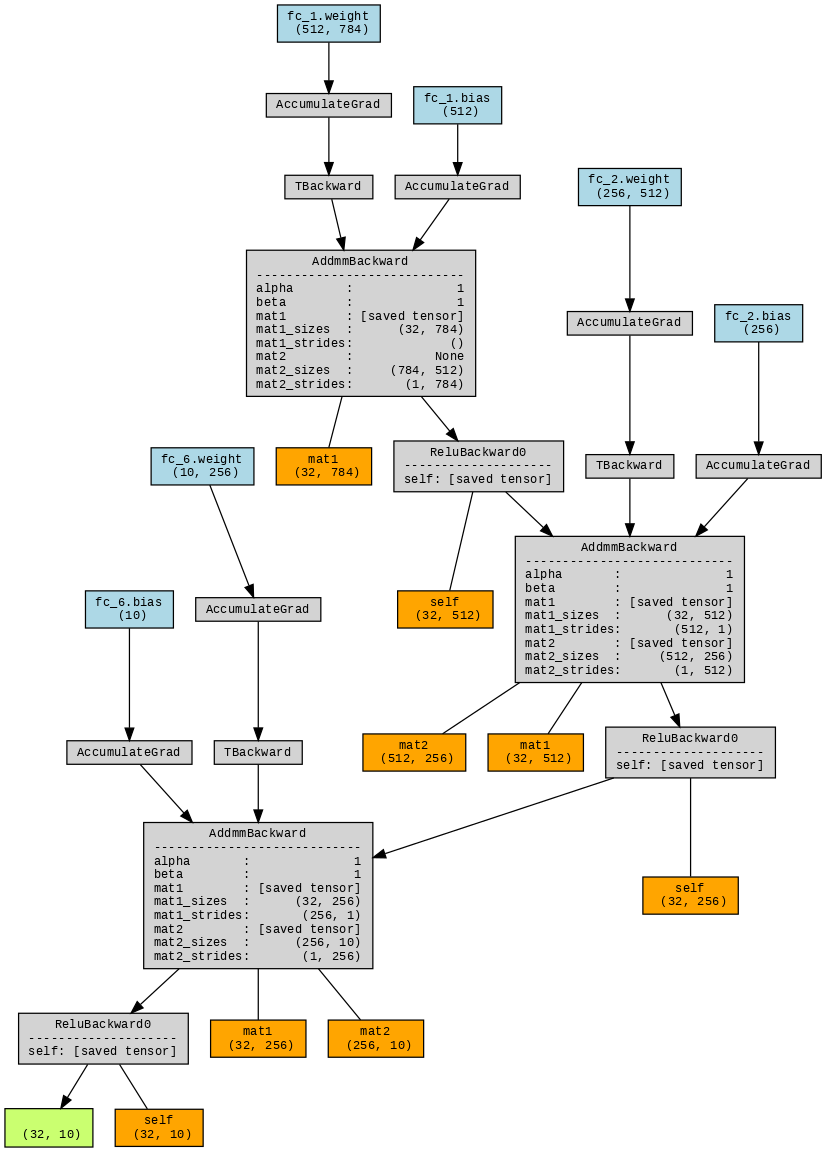 fc_1.weight
(512, 784)
AccumulateGrad
fc_1.bias
(512)
TBackward
AccumulateGrad
fc_2.weight
(256, 512)
AddmmBackward
----------------------------
alpha       :              1
beta        :              1
mat1        : [saved tensor]
mat1_sizes  :      (32, 784)
mat1_strides:             ()
mat2        :           None
mat2_sizes  :     (784, 512)
mat2_strides:       (1, 784)
AccumulateGrad
fc_2.bias
(256)
fc_6.weight
(10, 256)
mat1
(32, 784)
ReluBackward0
--------------------
self: [saved tensor]
TBackward
AccumulateGrad
fc_6.bias
(10)
AccumulateGrad
self
(32, 512)
AddmmBackward
----------------------------
alpha       :              1
beta        :              1
mat1        : [saved tensor]
mat1_sizes  :      (32, 512)
mat1_strides:       (512, 1)
mat2        : [saved tensor]
mat2_sizes  :     (512, 256)
mat2_strides:       (1, 512)
AccumulateGrad
TBackward
mat2
(512, 256)
mat1
(32, 512)
ReluBackward0
--------------------
self: [saved tensor]
AddmmBackward
----------------------------
alpha       :              1
beta        :              1
mat1        : [saved tensor]
mat1_sizes  :      (32, 256)
mat1_strides:       (256, 1)
mat2        : [saved tensor]
mat2_sizes  :      (256, 10)
mat2_strides:       (1, 256)
self
(32, 256)
ReluBackward0
--------------------
self: [saved tensor]
mat1
(32, 256)
mat2
(256, 10)
(32, 10)
self
(32, 10)